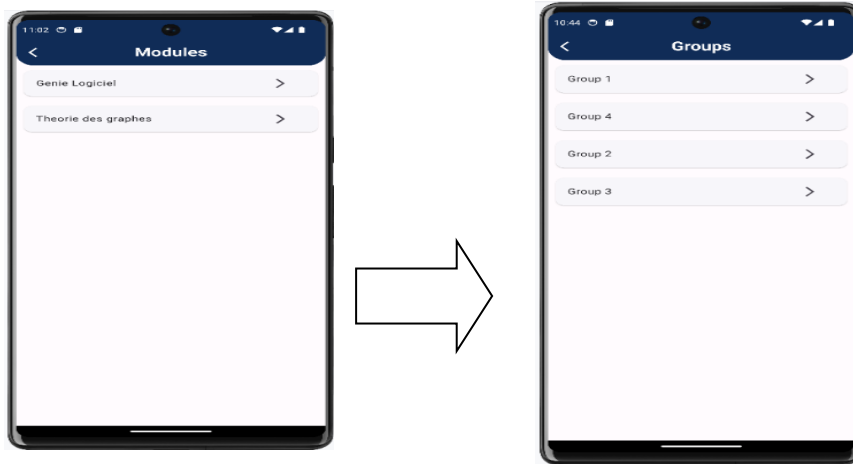 11:02
Modules
Genie Logiciel
Theorie des graphes
10:44
Groups
Group 1
Group 4
Group 2
Group 3